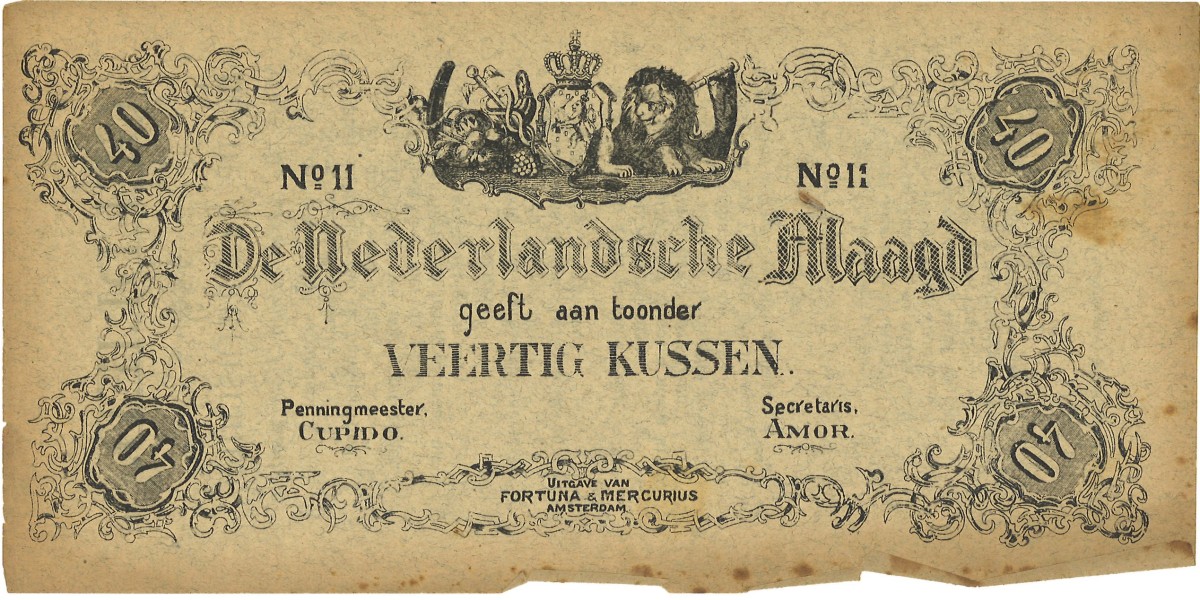 40
40
No 11
No 11
De Nederlandsche Maagd
geeft aan toonder
VEERTIG KUSSEN.
Penningmeester,
CUPIDO.
Secretaris,
AMOR.
40
40
UITGAVE VAN
FORTUNA & MERCURIUS
AMSTERDAM